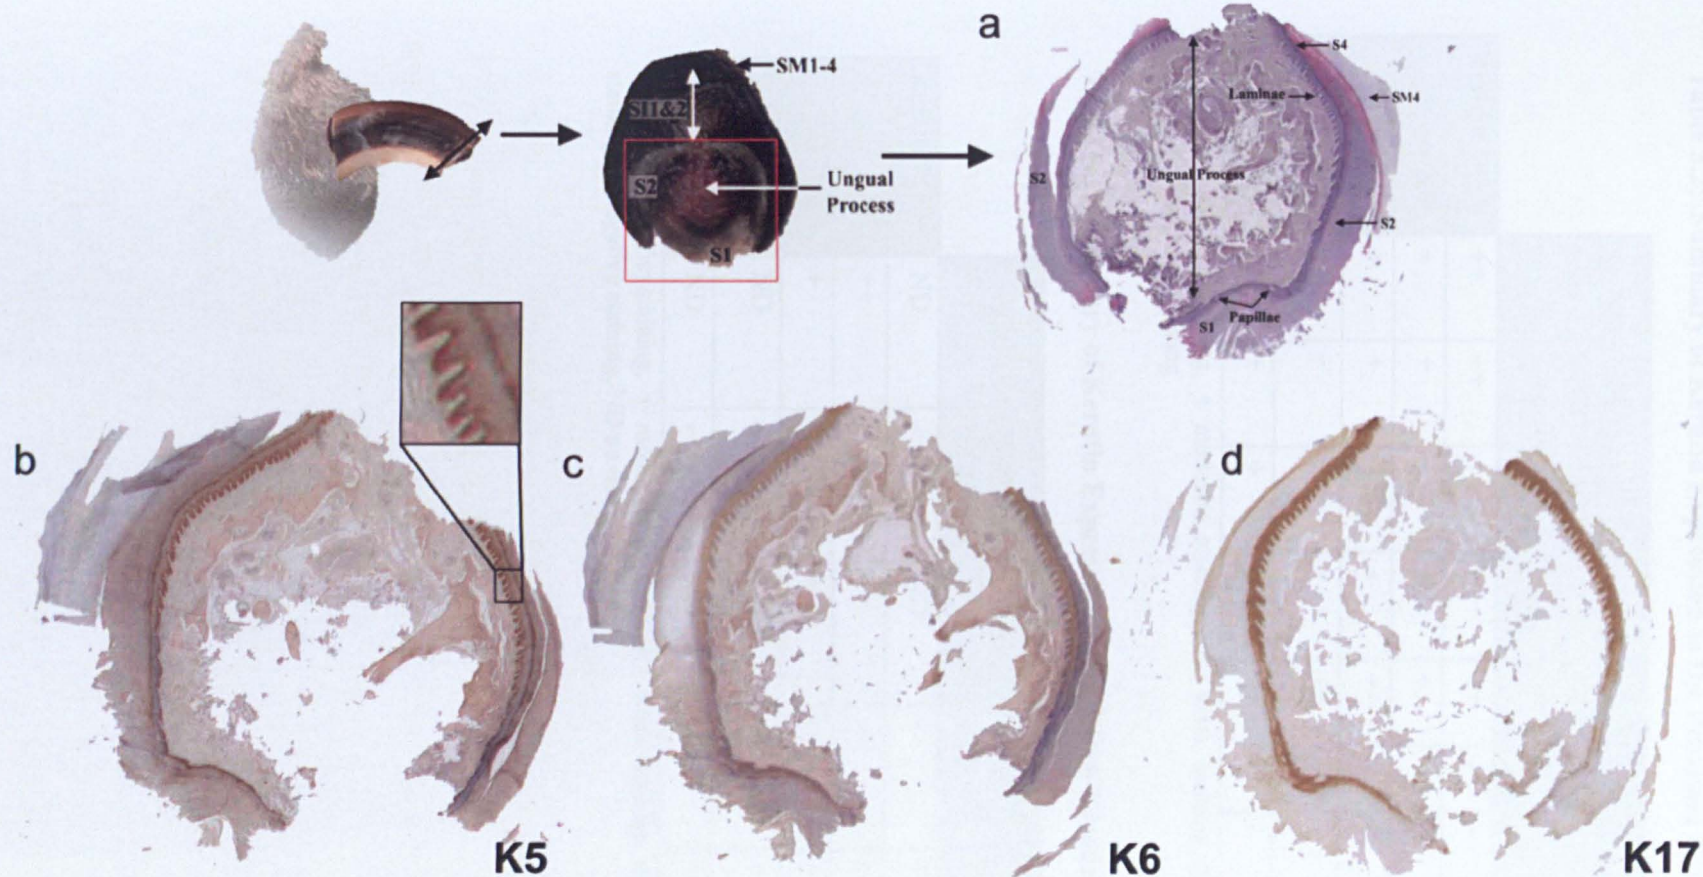 SM1-4
SI1&2
S2
Ungual
Process
S1
a
S4
Laminae
SM4
S2
Ungual Process
S2
Papillae
S1
b
c
d
K5
K6
K17